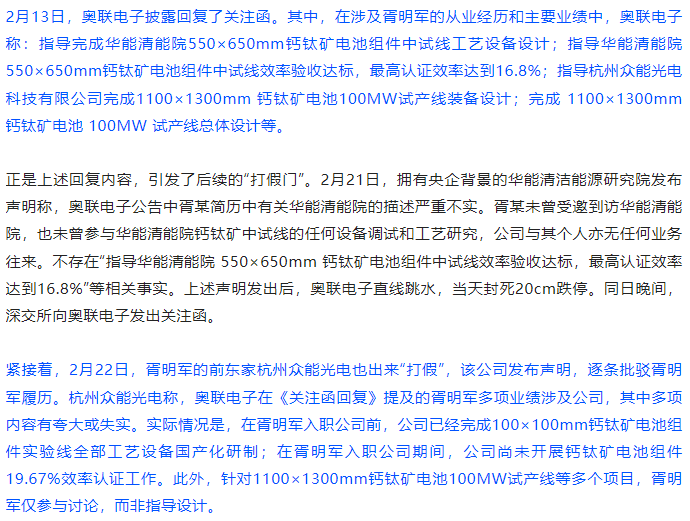 2月13日，奥联电子披露回复了关注函。其中，在涉及胥明军的从业经历和主要业绩中，奥联电子
称：指导完成华能清能院550×650mm钙钛矿电池组件中试线工艺设备设计；指导华能清能院
550×650mm钙钛矿电池组件中试线效率验收达标，最高认证效率达到16.8%；指导杭州众能光电
科技有限公司完成1100×1300mm 钙钛矿电池100MW试产线装备设计；完成 1100×1300mm
钙钛矿电池 100MW 试产线总体设计等。
正是上述回复内容，引发了后续的“打假门”。2月21日，拥有央企背景的华能清洁能源研究院发布
声明称，奥联电子公告中胥某简历中有关华能清能院的描述严重不实。胥某未曾受邀到访华能清能
院，也未曾参与华能清能院钙钛矿中试线的任何设备调试和工艺研究，公司与其个人亦无任何业务
往来。不存在“指导华能清能院 550×650mm 钙钛矿电池组件中试线效率验收达标，最高认证效率
达到16.8%”等相关事实。上述声明发出后，奥联电子直线跳水，当天封死20cm跌停。同日晚间，
深交所向奥联电子发出关注函。
紧接着，2月22日，胥明军的前东家杭州众能光电也出来“打假”，该公司发布声明，逐条批驳胥明
军履历。杭州众能光电称，奥联电子在《关注函回复》提及的胥明军多项业绩涉及公司，其中多项
内容有夸大或失实。实际情况是，在胥明军入职公司前，公司已经完成100×100mm钙钛矿电池组
件实验线全部工艺设备国产化研制；在胥明军入职公司期间，公司尚未开展钙钛矿电池组件
19.67%效率认证工作。此外，针对1100×1300mm钙钛矿电池100MW试产线等多个项目，胥明
军仅参与讨论，而非指导设计。